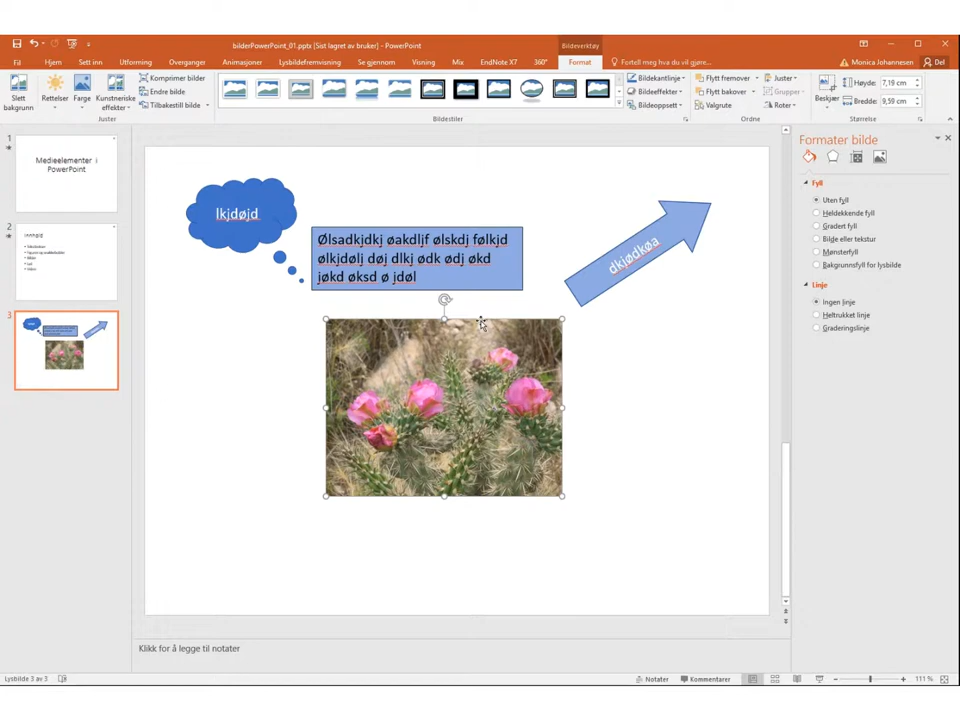 bilderPowerPoint_01.pptx [Sist lagret av bruker] - PowerPoint
Bildeverktøy
Fil Hjem Sett inn Utforming Overganger Animasjoner Lysbildefremvisning Se gjennom Visning Mix EndNote X7 360° Format Fortell meg hva du vil gjøre... Monica Johannesen Del
Slett bakgrunn
Rettelser
Farge
Kunstneriske effekter
Komprimer bilder
Endre bilde
Tilbakestill bilde
Juster
Bildestiler
Bildekantlinje
Bildeeffekter
Bildeoppsett
Flytt fremover
Flytt bakover
Valgrute
Juster
Grupper
Roter
Ordne
Beskjær
Høyde: 7,19 cm
Bredde: 9,59 cm
Størrelse
1
Medieelementer i
PowerPoint
2
Innhold
3
lkjdøjd
Ølsadkjdkj øakdljf ølskdj følkjd
ølkjdølj døj dlkj ødk ødj økd
jøkd øksd ø jdøl
dkjødkøa
Formater bilde
Fyll
Uten fyll
Heldekkende fyll
Gradert fyll
Bilde eller tekstur
Mønsterfyll
Bakgrunnsfyll for lysbilde
Linje
Ingen linje
Heltrukket linje
Graderingslinje
Klikk for å legge til notater
Lysbilde 3 av 3
Notater
Kommentarer
111 %